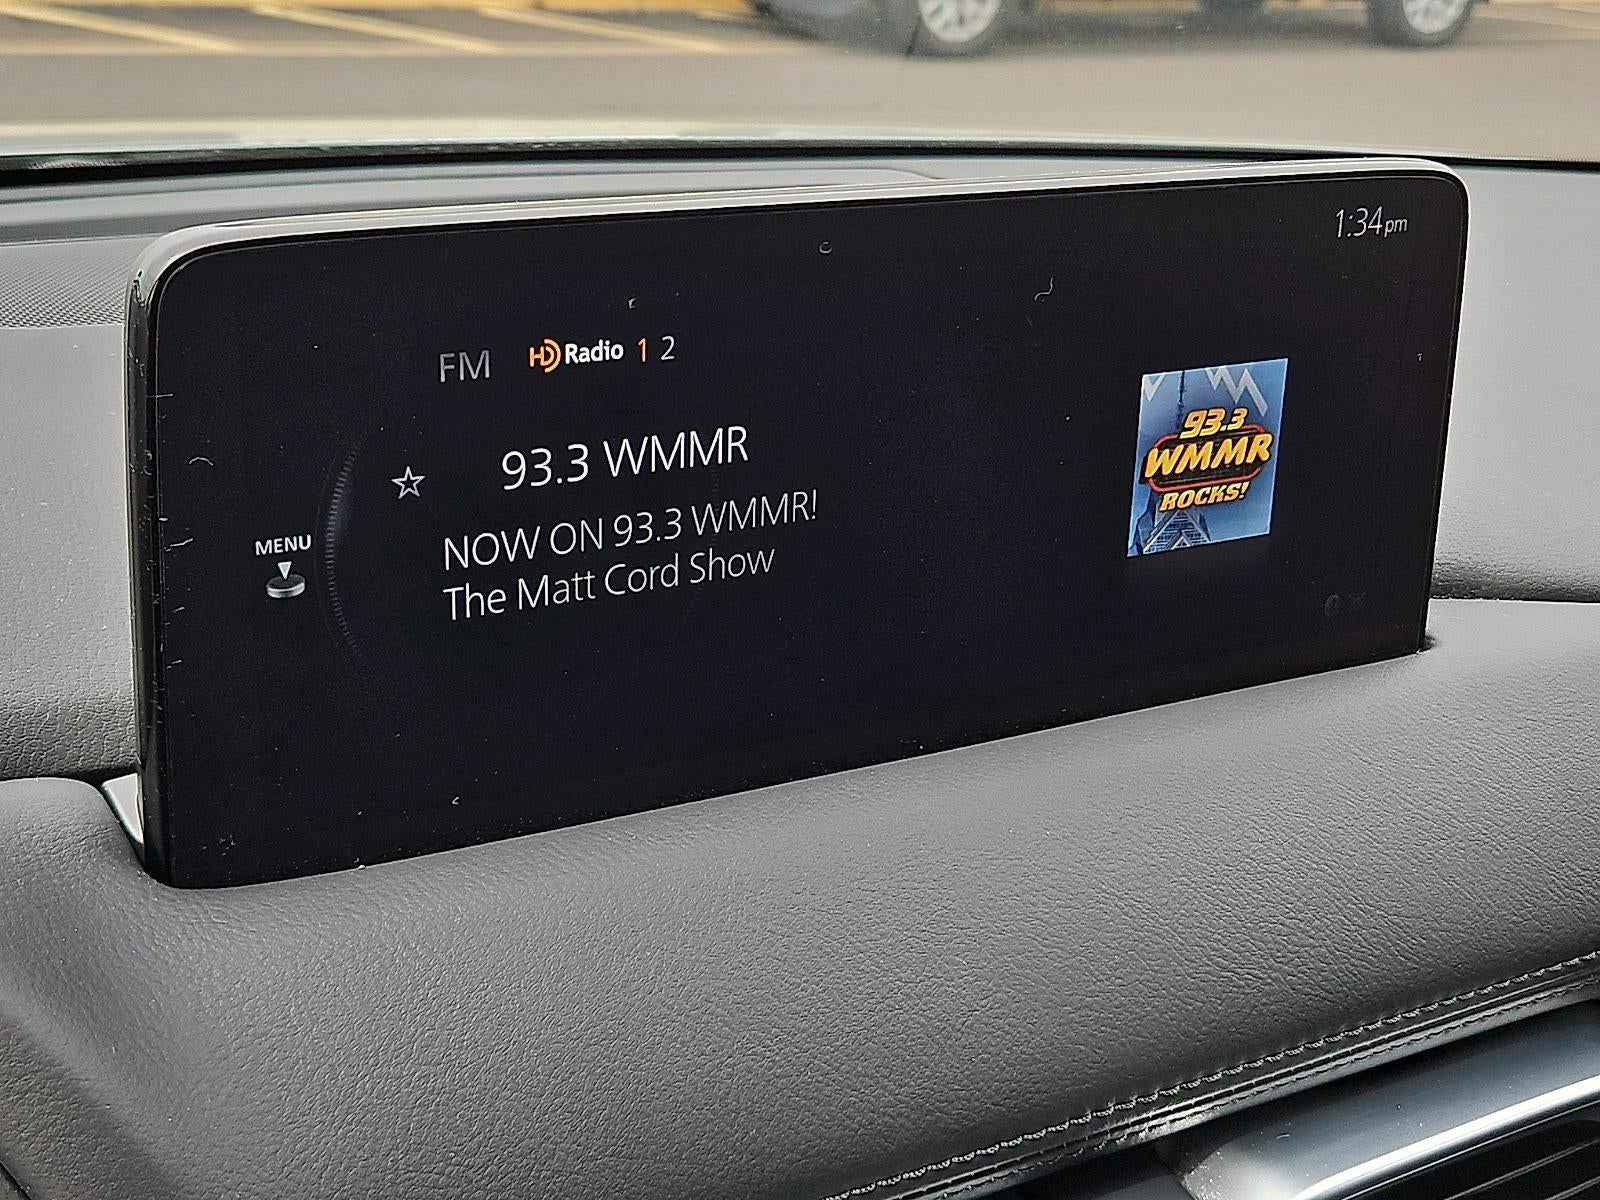 1:34pm
FM HD Radio 1 2
93.3 WMMR
NOW ON 93.3 WMMR!
The Matt Cord Show
MENU
93.3
WMMR
ROCKS!